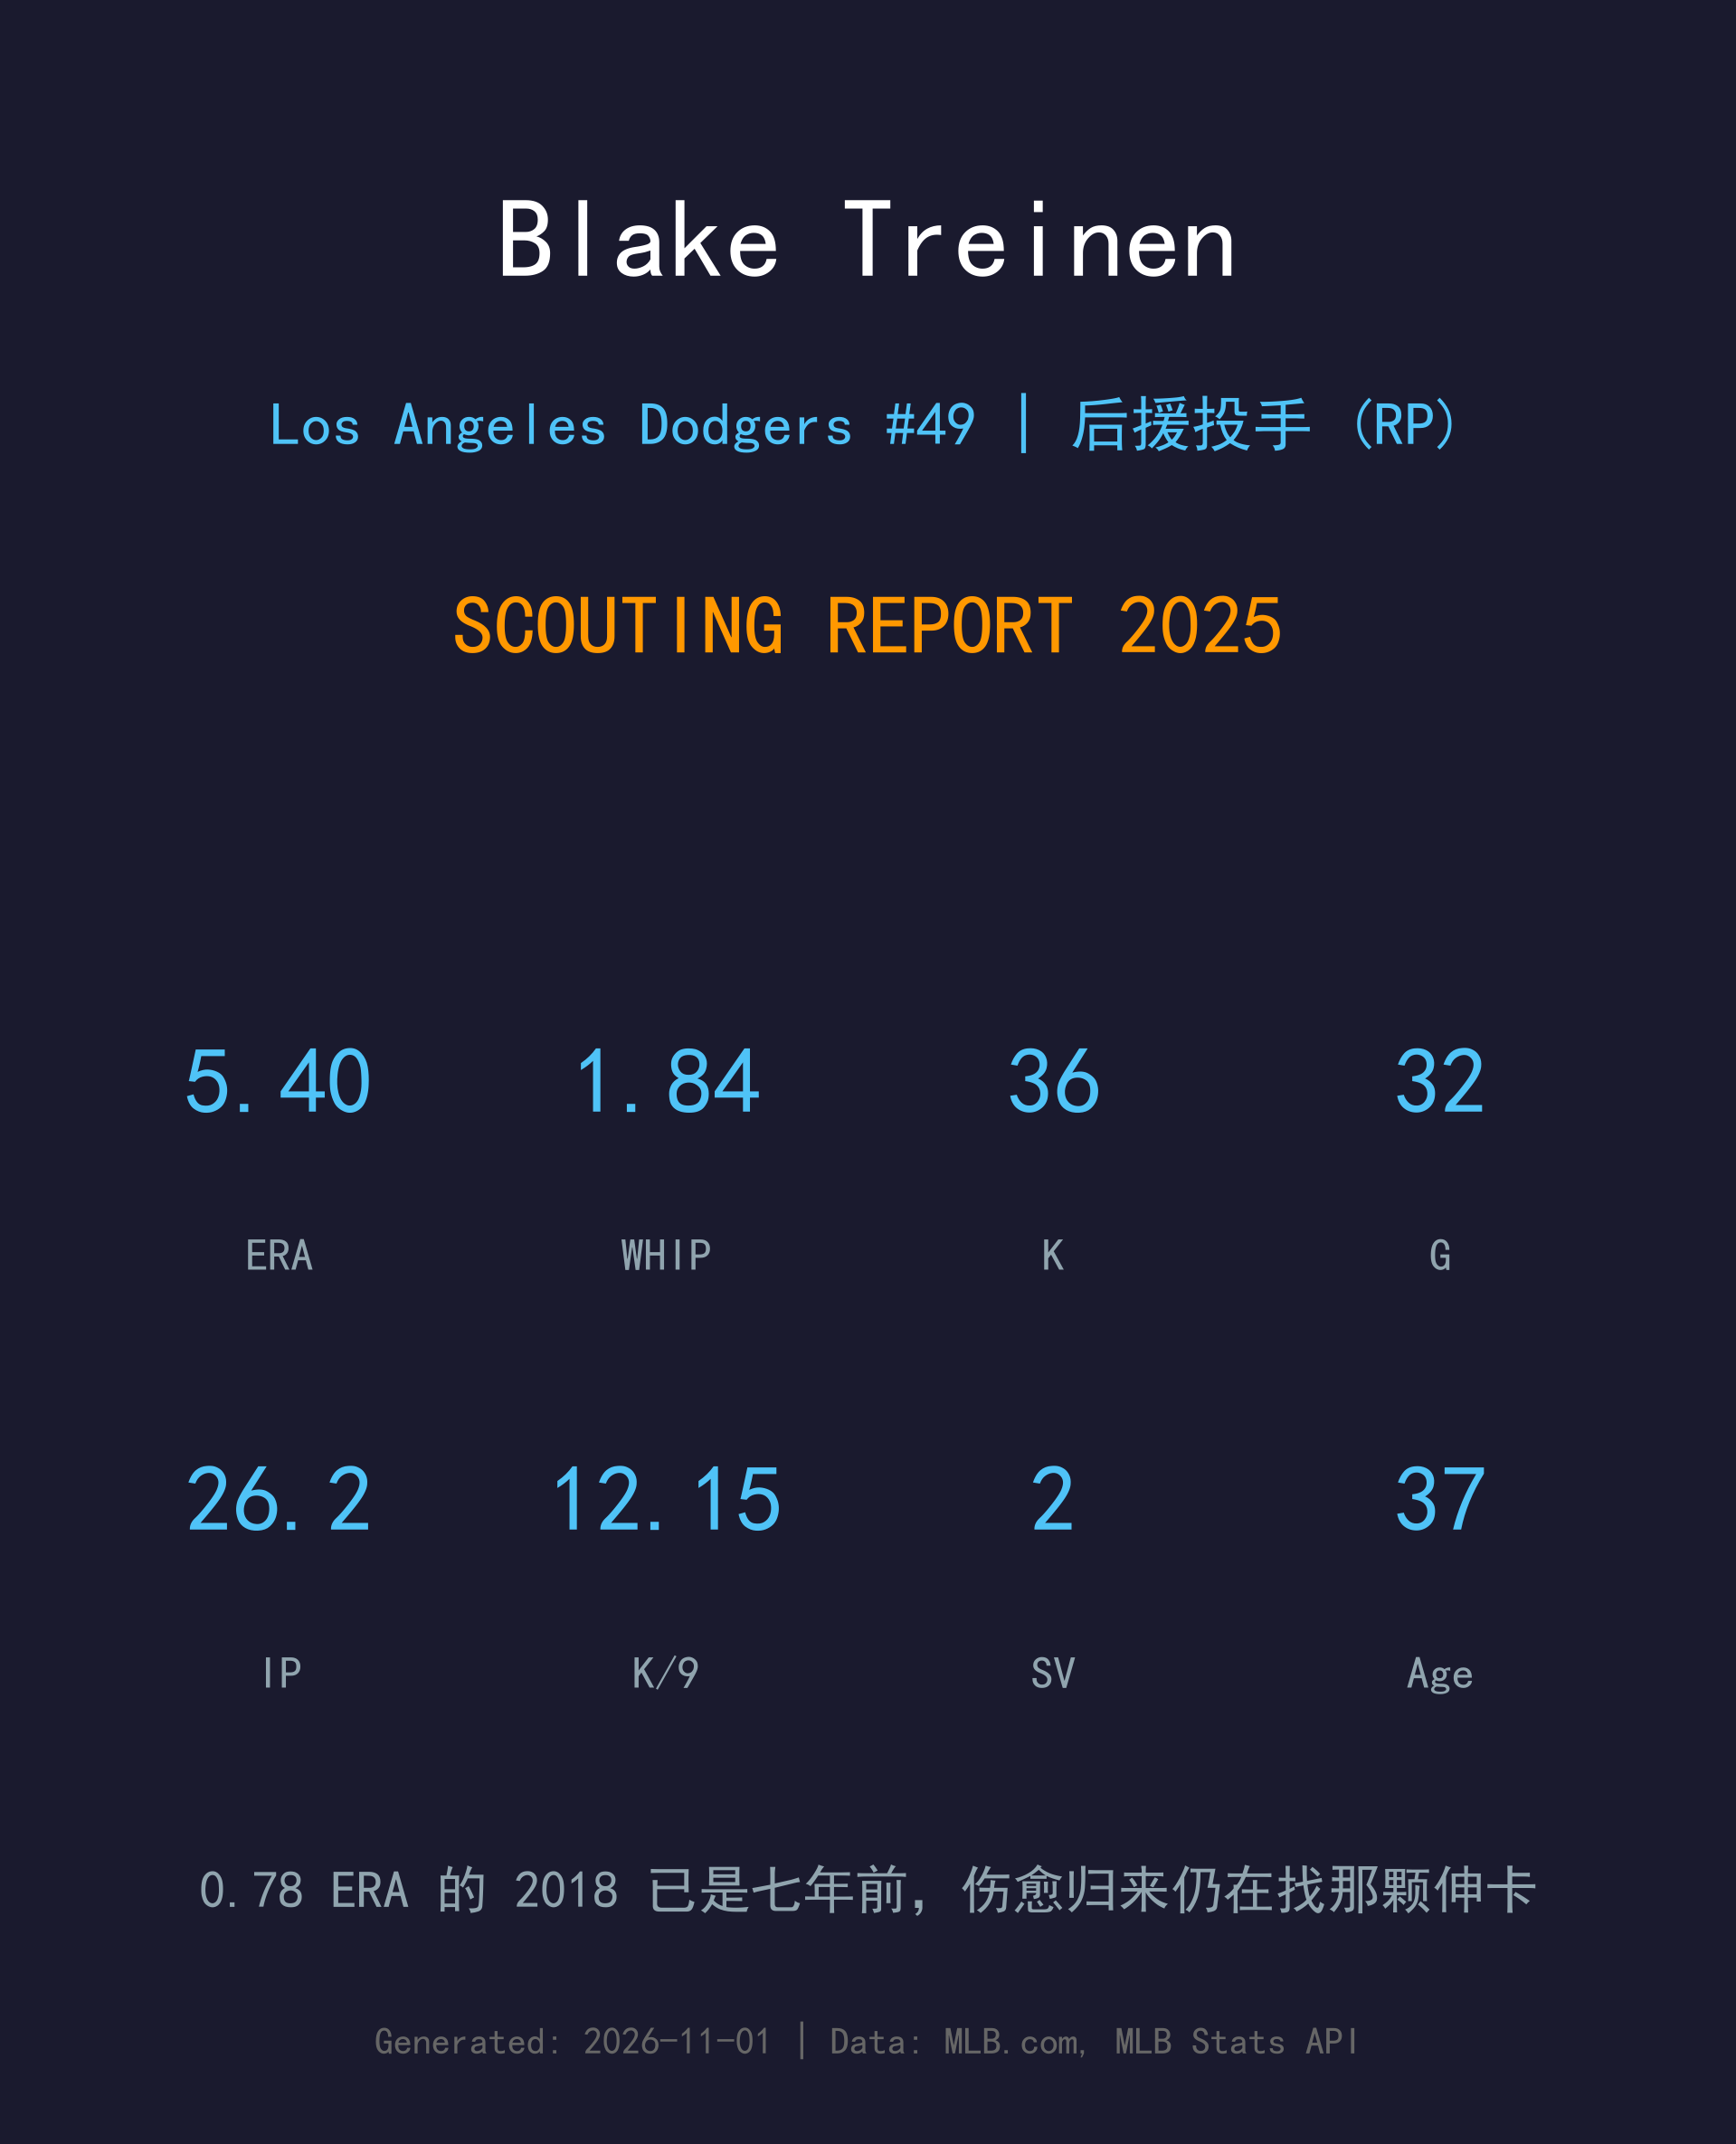 Blake Treinen
Los Angeles Dodgers #49 | 后援投手 (RP)
SCOUTING REPORT 2025
5.40 1.84 36 32
ERA WHIP K G
26.2 12.15 2 37
IP K/9 SV Age
0.78 ERA 的 2018 已是七年前, 伤愈归来仍在找那颗伸卡
Generated: 2026-11-01 | Data: MLB.com, MLB Stats API